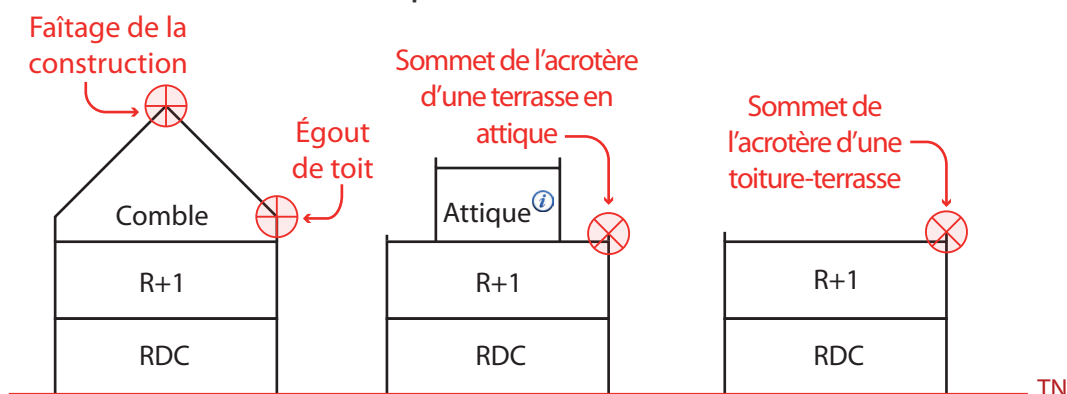 Faîtage de la
construction
Égout
de toit
Comble
R+1
RDC
Sommet de l'acrotère
d'une terrasse en
attique
Attique i
R+1
RDC
Sommet de
l'acrotère d'une
toiture-terrasse
R+1
RDC
TN